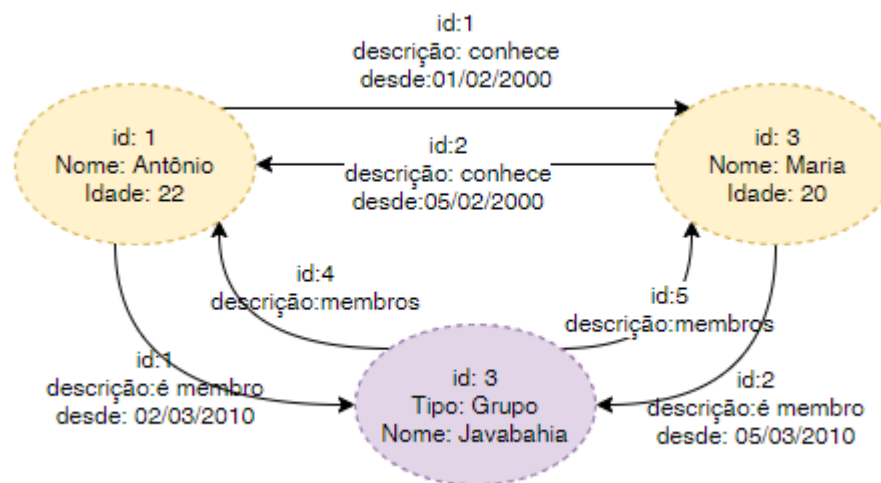 id:1
descrição: conhece
desde:01/02/2000
id: 1
Nome: Antônio
Idade: 22
id:2
descrição: conhece
desde:05/02/2000
id: 3
Nome: Maria
Idade: 20
id:4
descrição:membros
id:5
descrição:membros
id:1
descrição:é membro
desde: 02/03/2010
id: 3
Tipo: Grupo
Nome: Javabahia
id:2
descrição:é membro
desde: 05/03/2010